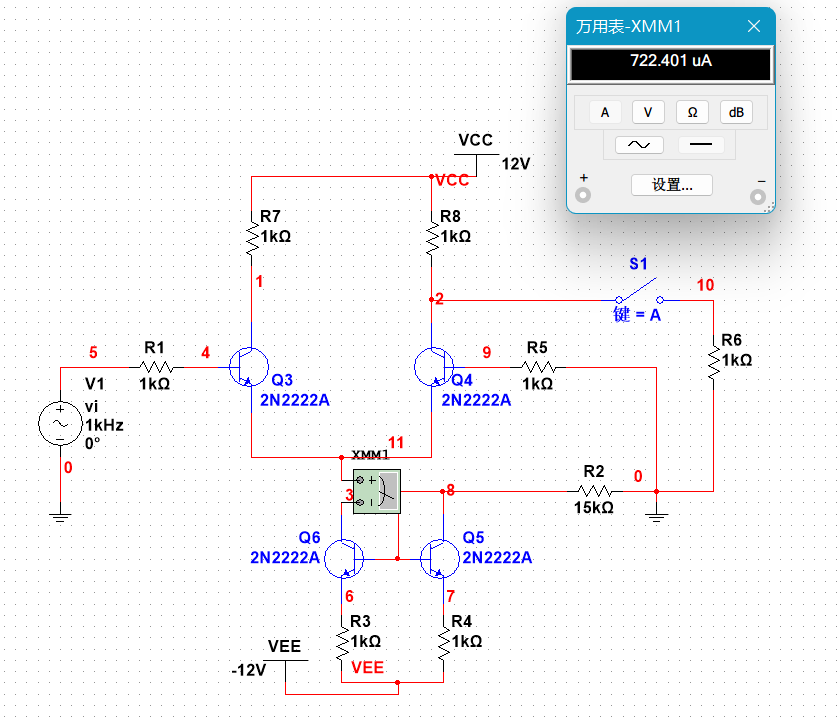 万用表-XMM1
722.401 uA
A V Ω dB
+
−
设置...
VCC
12V
VCC
R7
1kΩ
R8
1kΩ
1
2
S1
10
键 = A
5
R1
4
1kΩ
Q3
2N2222A
Q4
2N2222A
9
R5
1kΩ
R6
1kΩ
V1
vi
1kHz
0°
0
11
XMM1
3
8
R2
15kΩ
0
Q6
2N2222A
Q5
2N2222A
6
7
R3
1kΩ
R4
1kΩ
VEE
-12V
VEE